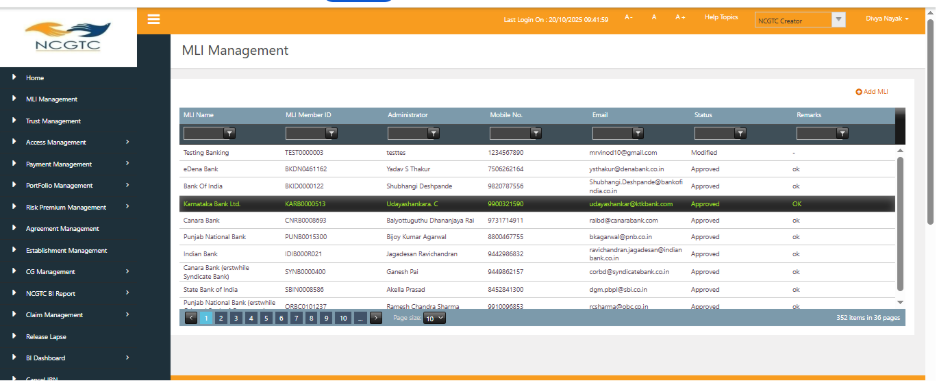 Last Login On : 20/10/2025 09:41:59 A- A A+ Help Topics NCGTC Creator Divya Nayak
NCGTC
MLI Management
Home
MLI Management
Trust Management
Access Management
Payment Management
PortFolio Management
Risk Premium Management
Agreement Management
Establishment Management
CG Management
NCGTC BI Report
Claim Management
Release Lapse
BI Dashboard
Cancel IRN
Add MLI
MLI Name MLI Member ID Administrator Mobile No. Email Status Remarks
Testing Banking TEST0000003 testtes 1234567890 mrvinod10@gmail.com Modified -
eDena Bank BKDN0461162 Yadav S Thakur 7506262164 ysthakur@denabank.co.in Approved ok
Bank Of India BKID0000122 Shubhangi Deshpande 9820787556 Shubhangi.Deshpande@bankofi
ndia.co.in Approved ok
Karnataka Bank Ltd. KARB0000513 Udayashankara. C 9900321590 udayashankar@ktkbank.com Approved OK
Canara Bank CNRB0008693 Balyottuguthu Dhananjaya Rai 9731714911 ralbd@canarabank.com Approved ok
Punjab National Bank PUNB0015300 Bijoy Kumar Agarwal 8800467755 bkagarwal@pnb.co.in Approved ok
Indian Bank IDIB000R021 Jagadesan Ravichandran 9442986832 ravichandran.jagadesan@indian
bank.co.in Approved ok
Canara Bank (erstwhile
Syndicate Bank) SYNB0000400 Ganesh Pai 9449862157 corbd@syndicatebank.co.in Approved ok
State Bank of India SBIN0008586 Akella Prasad 8452841300 dgm.pbpl@sbi.co.in Approved ok
Punjab National Bank (erstwhile
ORBC0101237 Ramesh Chandra Sharma 9910096853 rcsharma@obc.co.in Approved ok
1 2 3 4 5 6 7 8 9 10 ... Page size: 10 352 items in 36 pages